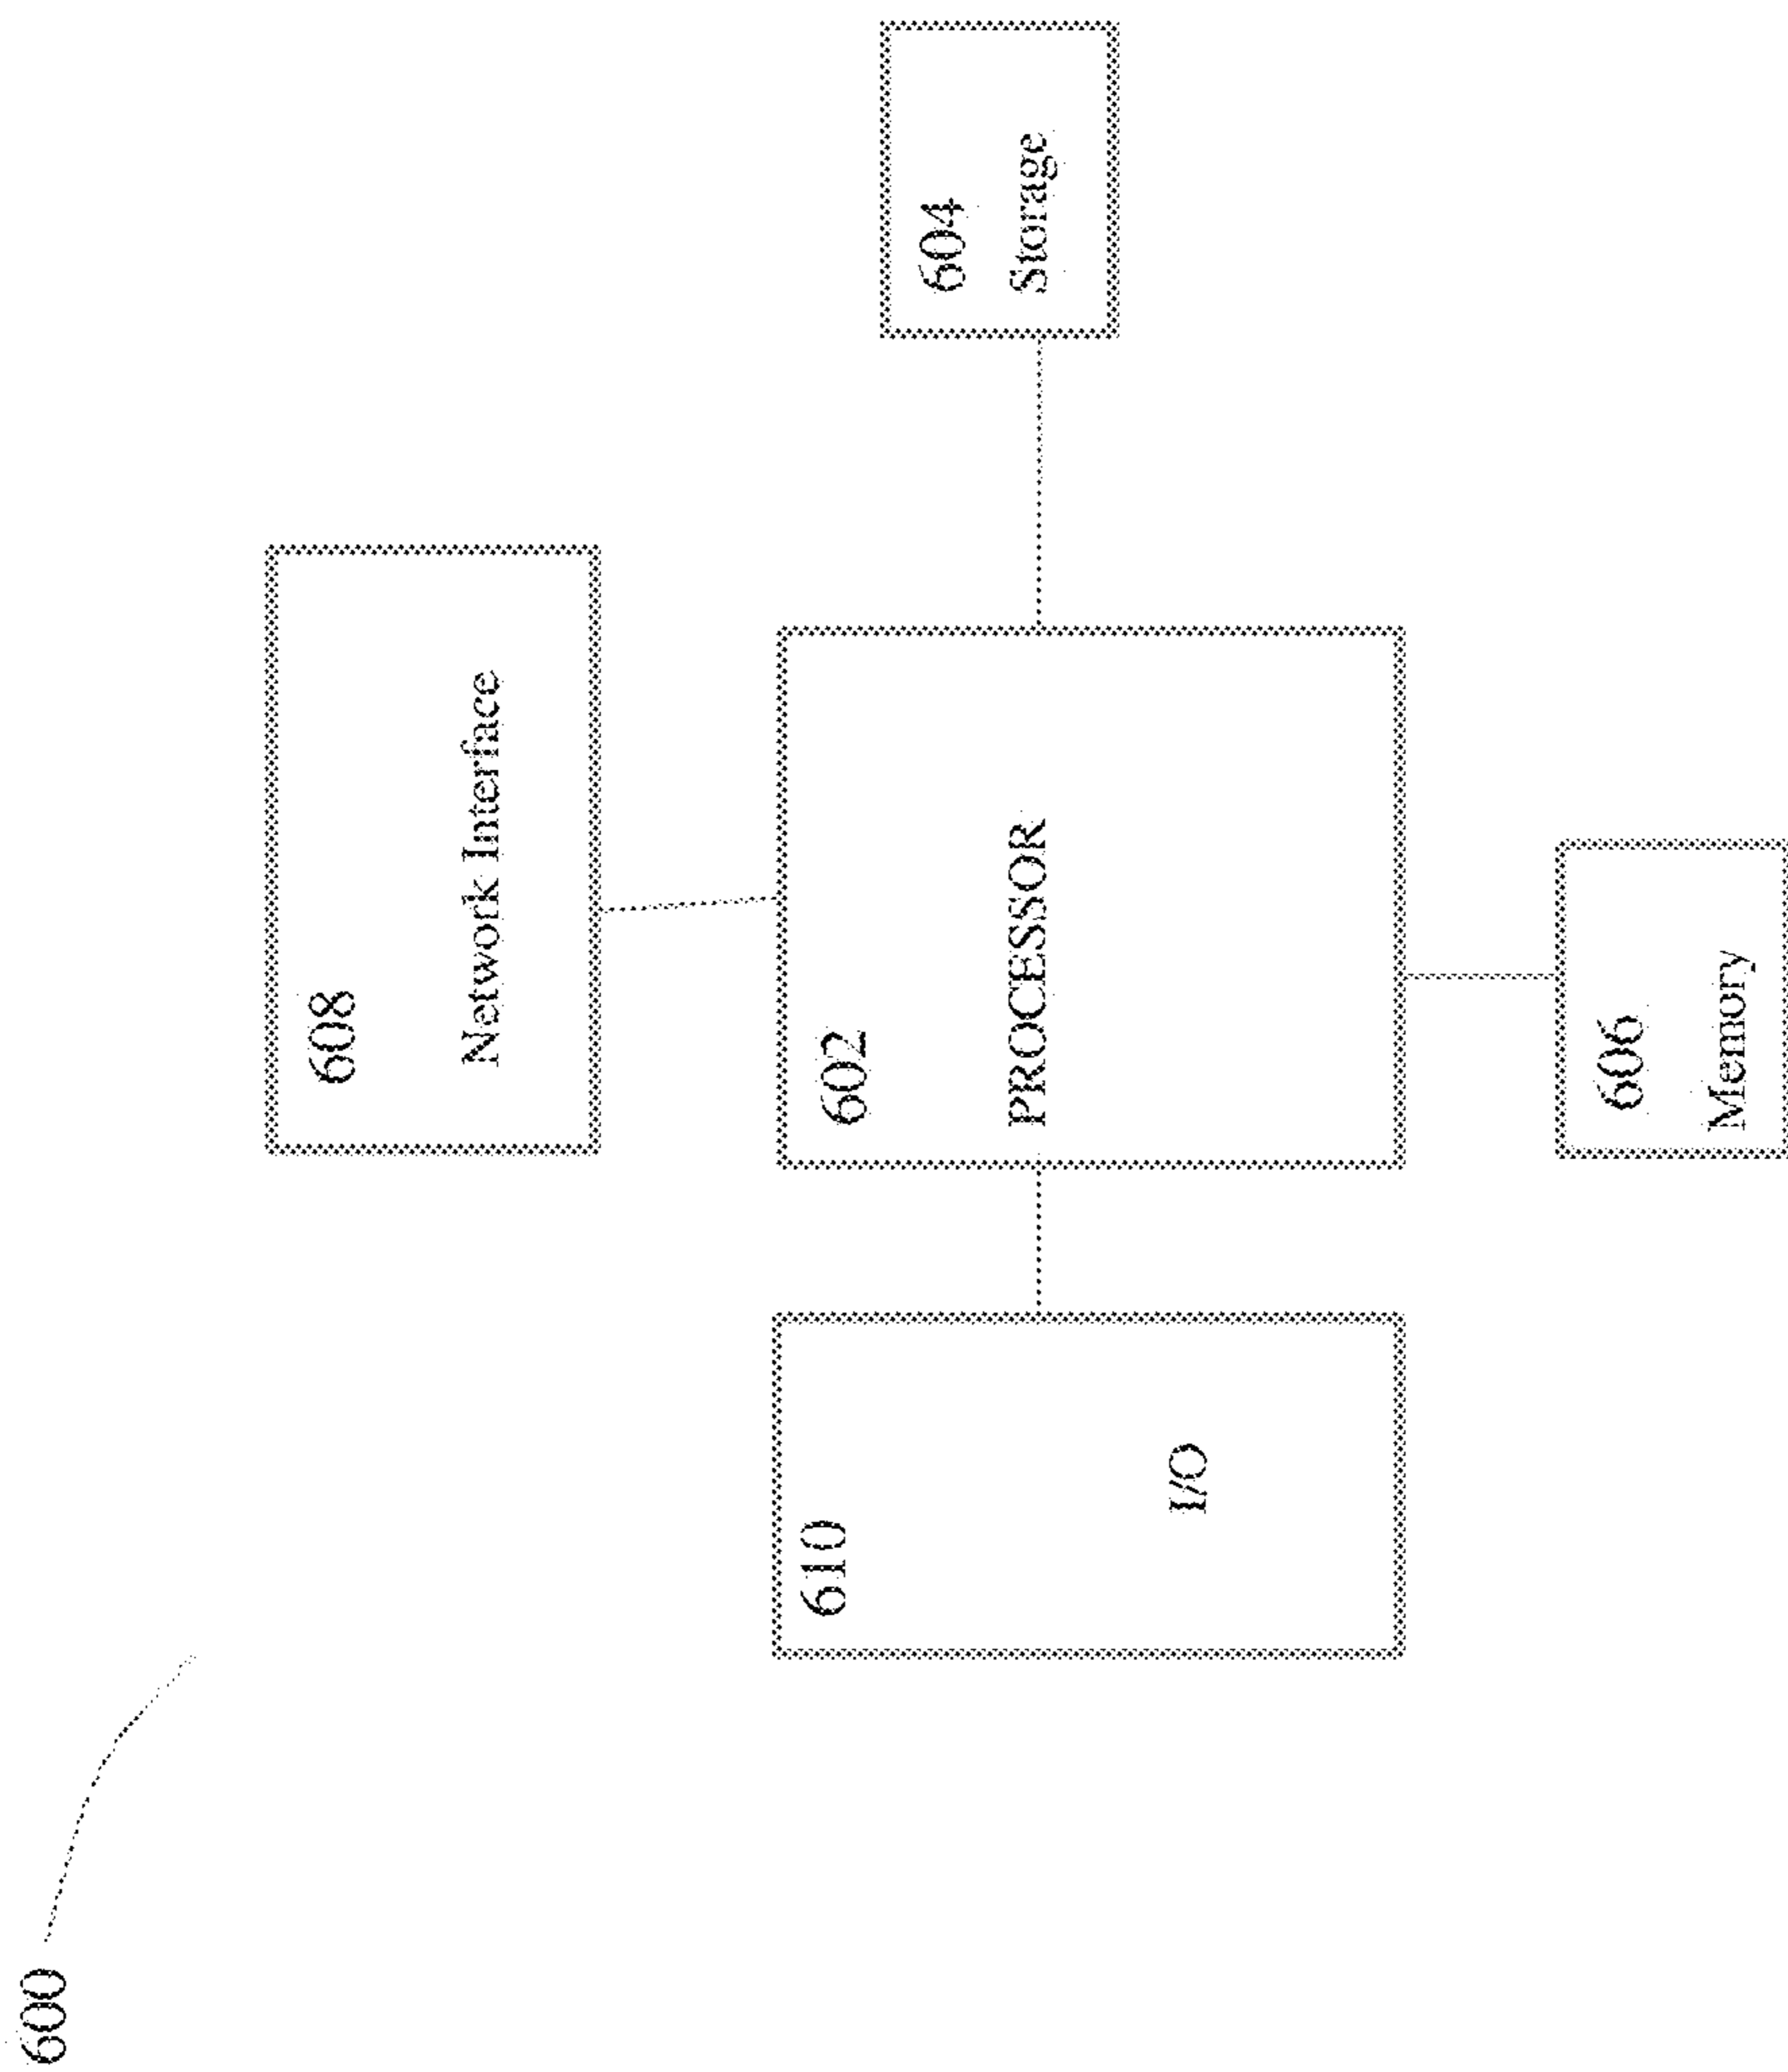 600
608
Network Interface
610
I/O
602
PROCESSOR
604
Storage
606
Memory